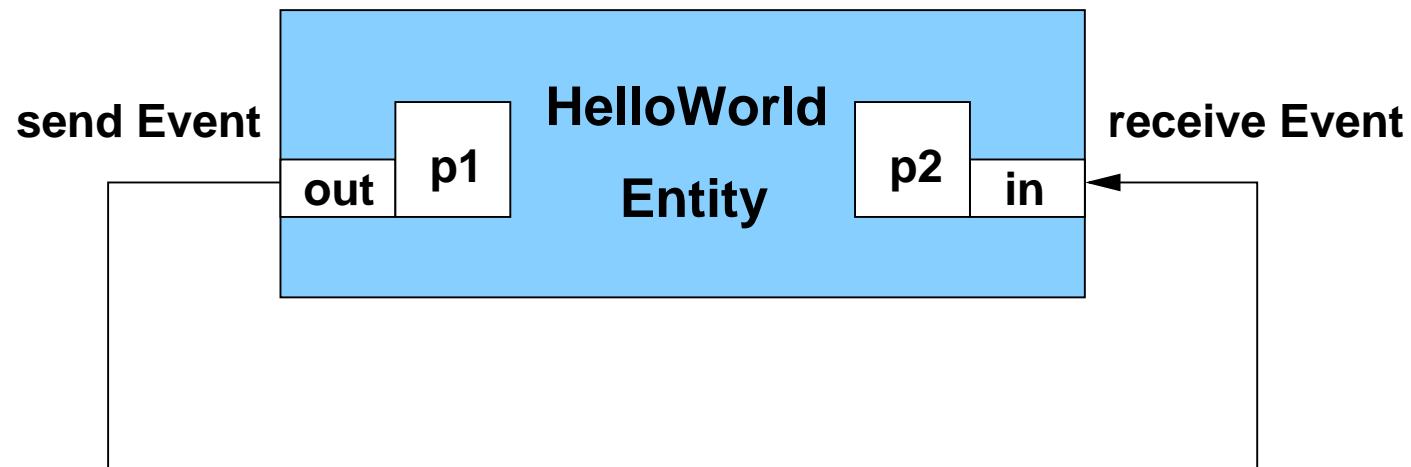 send Event
out
p1
HelloWorld
Entity
p2
in
receive Event